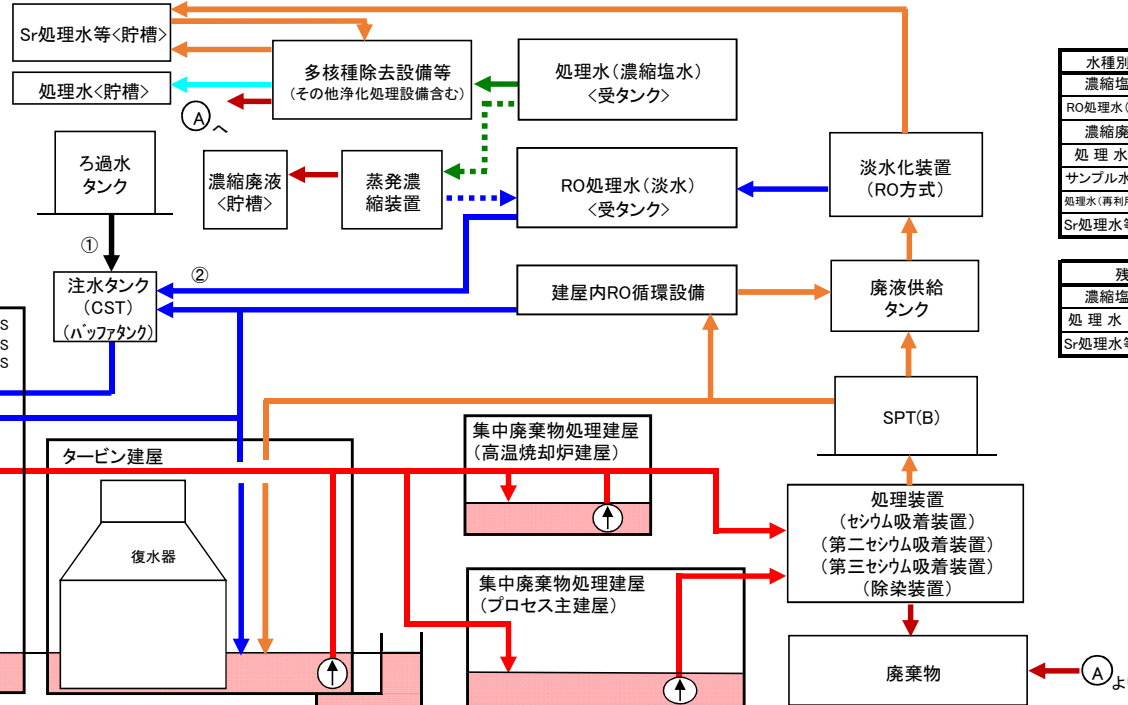 Sr処理水等<貯槽>
処理水<貯槽>
多核種除去設備等
(その他浄化処理設備含む)
Ⓐへ
処理水(濃縮塩水)
<受タンク>
ろ過水
タンク
濃縮廃液
<貯槽>
蒸発濃
縮装置
RO処理水(淡水)
<受タンク>
淡水化装置
(RO方式)
①
②
注水タンク
(CST)
(ﾊﾞｯﾌｧﾀﾝｸ)
建屋内RO循環設備
廃液供給
タンク
S
S
S
SPT(B)
タービン建屋
復水器
集中廃棄物処理建屋
(高温焼却炉建屋)
集中廃棄物処理建屋
(プロセス主建屋)
処理装置
(セシウム吸着装置)
(第二セシウム吸着装置)
(第三セシウム吸着装置)
(除染装置)
廃棄物
Ⓐよ
水種別
濃縮塩
RO処理水(
濃縮廃
処 理 水
サンプル水
処理水(再利用
Sr処理水等
残
濃縮塩
処 理 水
Sr処理水等